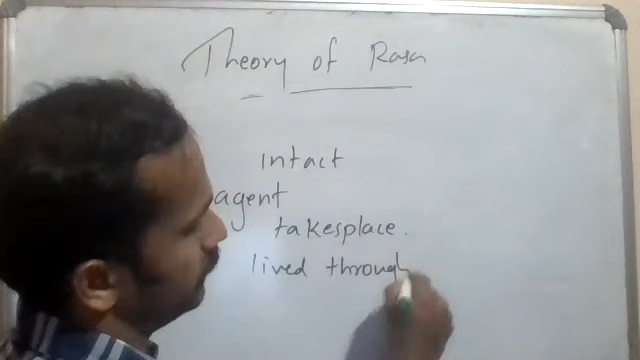 Theory of Rasa
intact
agent
takesplace.
lived through